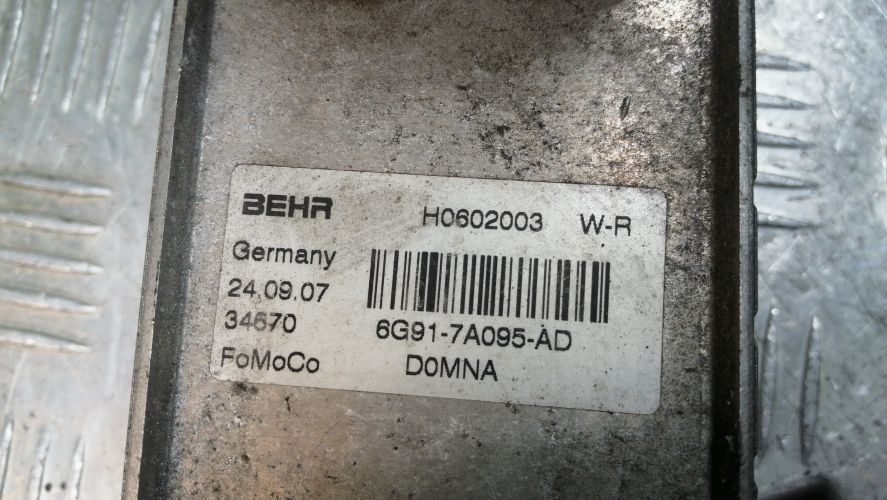 BEHR H0602003 W-R
Germany
24.09.07
34670 6G91-7A095-AD
FoMoCo D0MNA